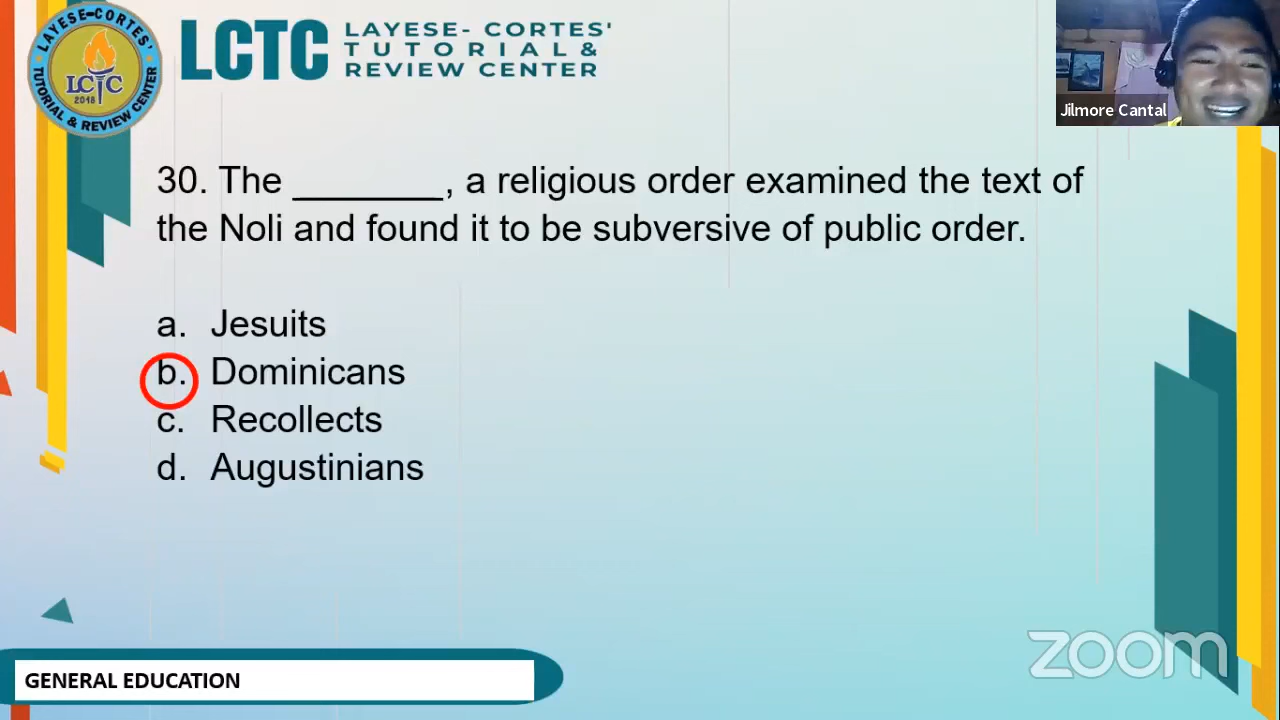 LAYESE-CORTES'
TUTORIAL & REVIEW CENTER
LCTC
2018
LCTC
LAYESE- CORTES'
TUTORIAL &
REVIEW CENTER
Jilmore Cantal
30. The _______, a religious order examined the text of
the Noli and found it to be subversive of public order.
a. Jesuits
b. Dominicans
c. Recollects
d. Augustinians
zoom
GENERAL EDUCATION